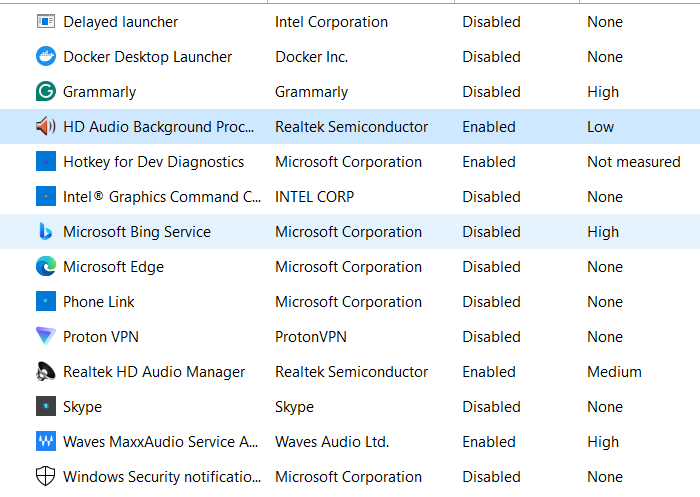 Delayed launcher Intel Corporation Disabled None
Docker Desktop Launcher Docker Inc. Disabled None
Grammarly Grammarly Disabled High
HD Audio Background Proc... Realtek Semiconductor Enabled Low
Hotkey for Dev Diagnostics Microsoft Corporation Enabled Not measured
Intel® Graphics Command C... INTEL CORP Disabled None
Microsoft Bing Service Microsoft Corporation Disabled High
Microsoft Edge Microsoft Corporation Disabled None
Phone Link Microsoft Corporation Disabled None
Proton VPN ProtonVPN Disabled None
Realtek HD Audio Manager Realtek Semiconductor Enabled Medium
Skype Skype Disabled None
Waves MaxxAudio Service A... Waves Audio Ltd. Enabled High
Windows Security notificatio... Microsoft Corporation Disabled None